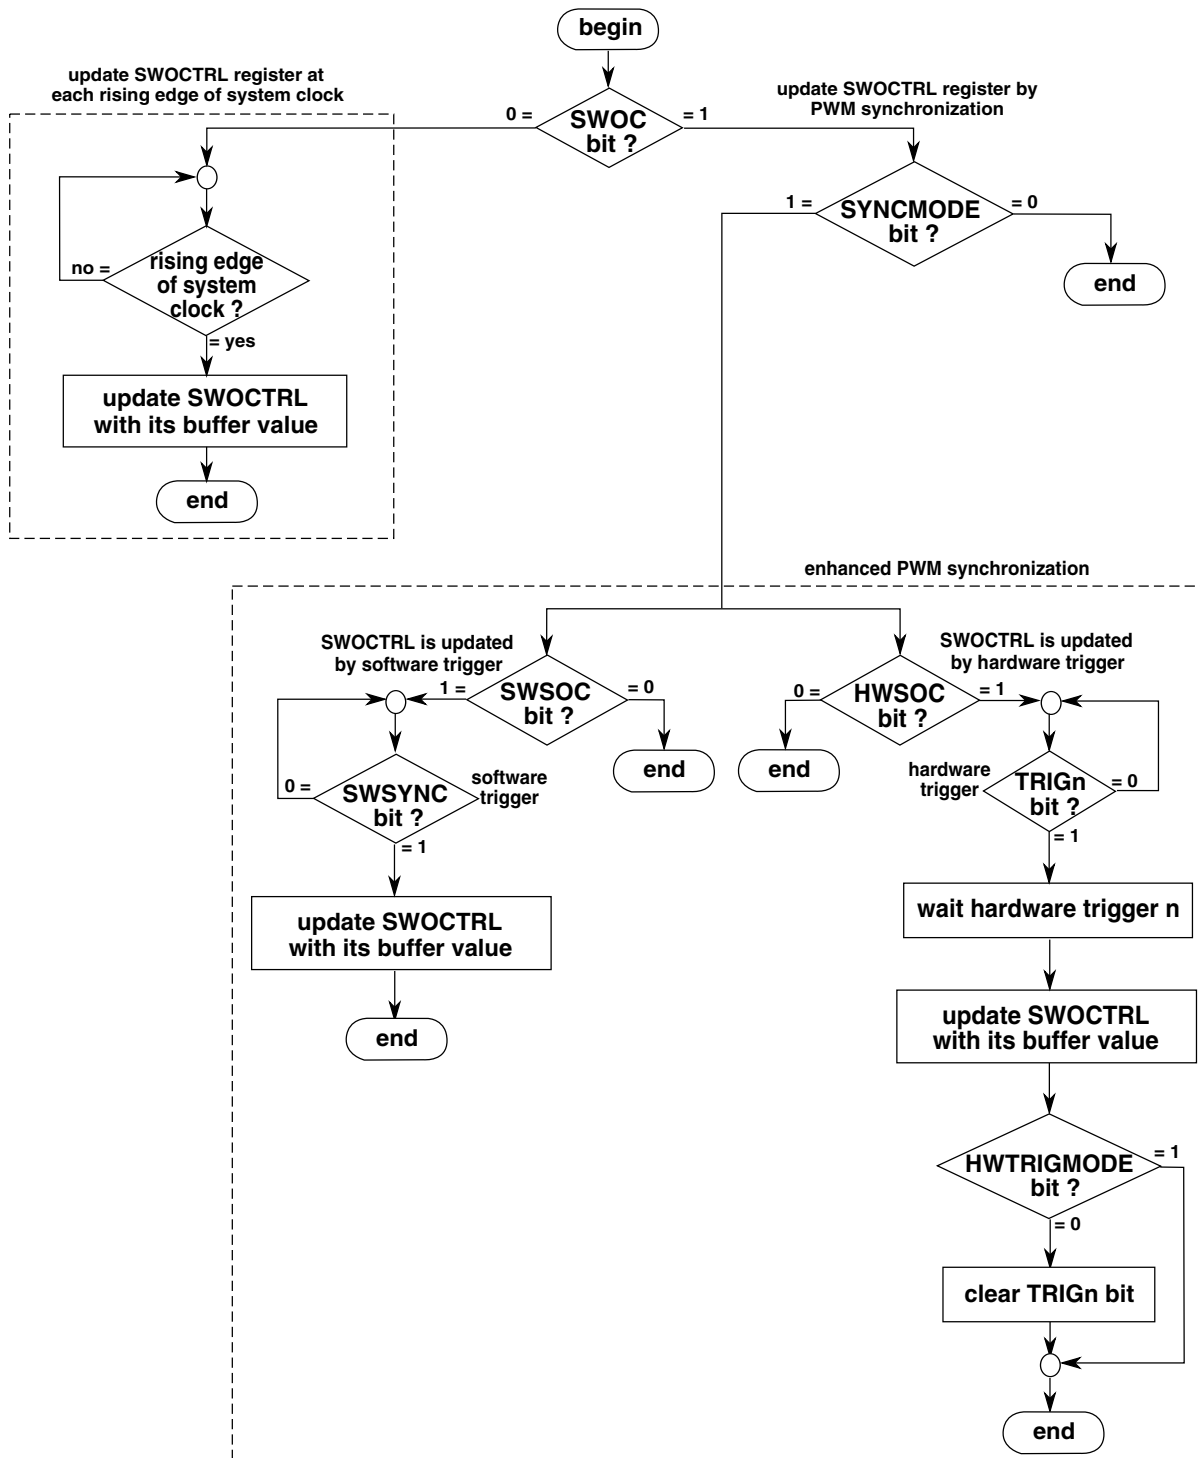 begin
update SWOCTRL register at
each rising edge of system clock
update SWOCTRL register by
PWM synchronization
0 =
SWOC
bit ?
= 1
1 =
SYNCMODE
bit ?
= 0
end
no =
rising edge
of system
clock ?
= yes
update SWOCTRL
with its buffer value
end
enhanced PWM synchronization
SWOCTRL is updated
by software trigger
SWOCTRL is updated
by hardware trigger
1 =
SWSOC
bit ?
= 0
end
0 =
HWSOC
bit ?
= 1
end
0 =
SWSYNC
bit ?
software
trigger
= 1
hardware
trigger
TRIGn
bit ?
= 0
= 1
update SWOCTRL
with its buffer value
end
wait hardware trigger n
update SWOCTRL
with its buffer value
HWTRIGMODE
bit ?
= 1
= 0
clear TRIGn bit
end